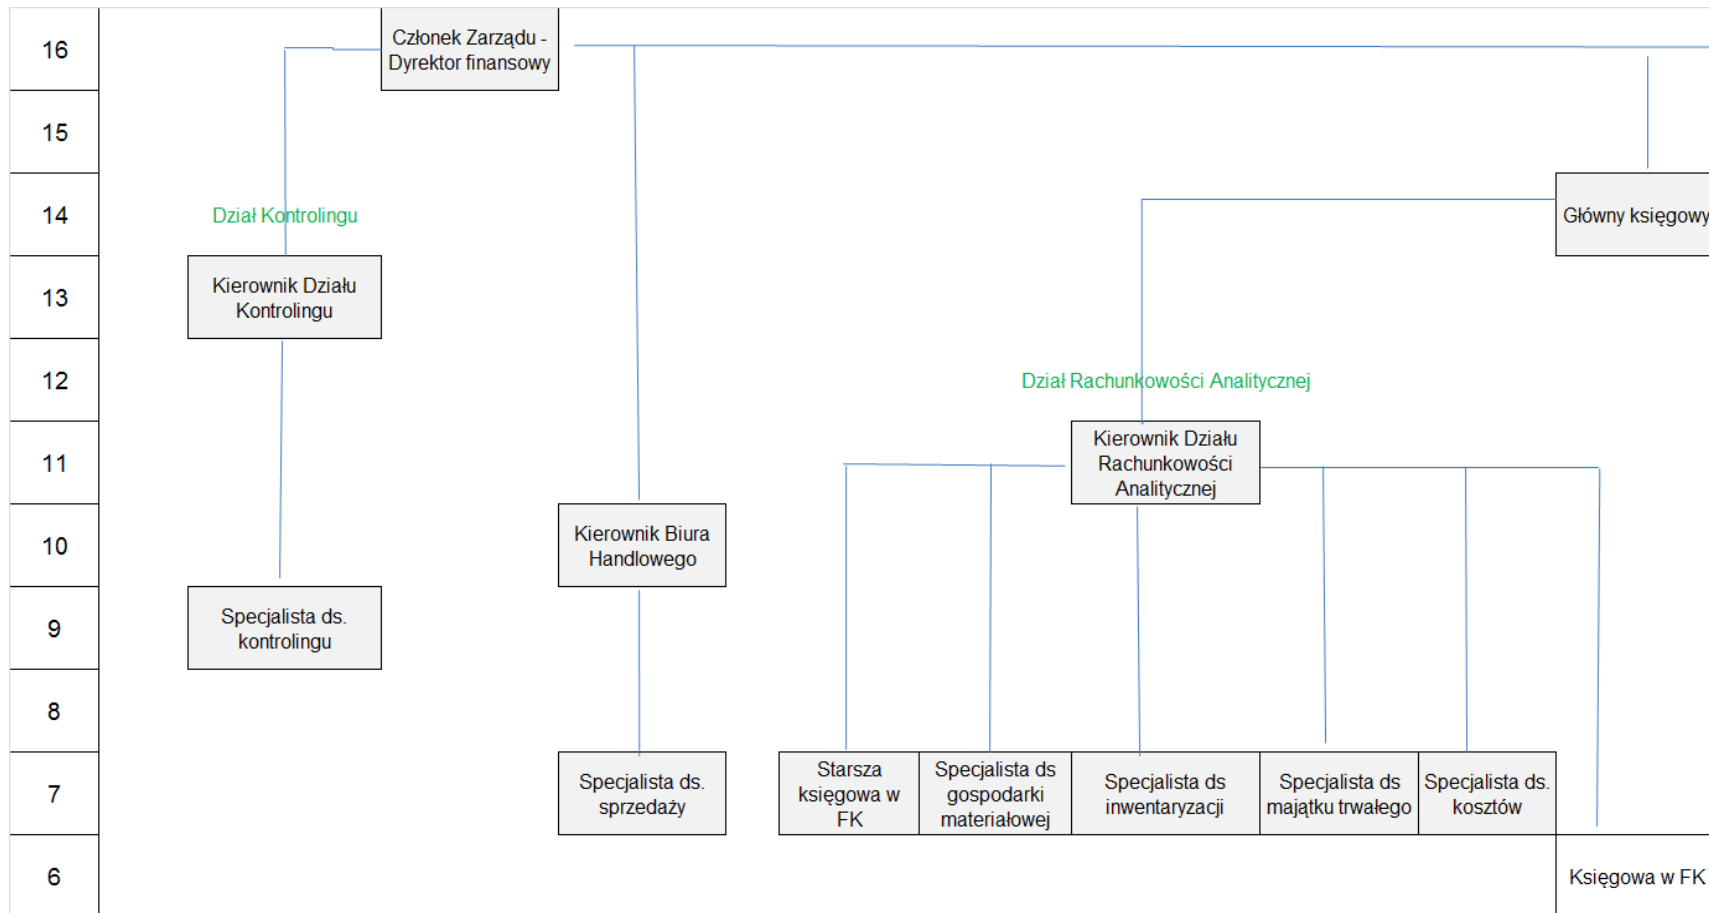 16
Członek Zarządu -
Dyrektor finansowy
15
14
Dział Kontrolingu
Główny księgowy
13
Kierownik Działu
Kontrolingu
12
Dział Rachunkowości Analitycznej
11
Kierownik Działu
Rachunkowości
Analitycznej
10
Kierownik Biura
Handlowego
9
Specjalista ds.
kontrolingu
8
7
Specjalista ds.
sprzedaży
Starsza
księgowa w
FK
Specjalista ds
gospodarki
materiałowej
Specjalista ds
inwentaryzacji
Specjalista ds
majątku trwałego
Specjalista ds.
kosztów
6
Księgowa w FK